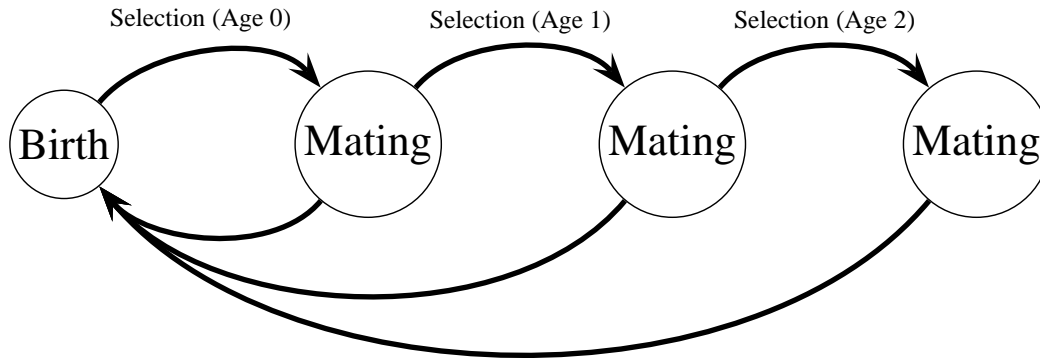 Selection (Age 0)
Selection (Age 1)
Selection (Age 2)
Birth
Mating
Mating
Mating